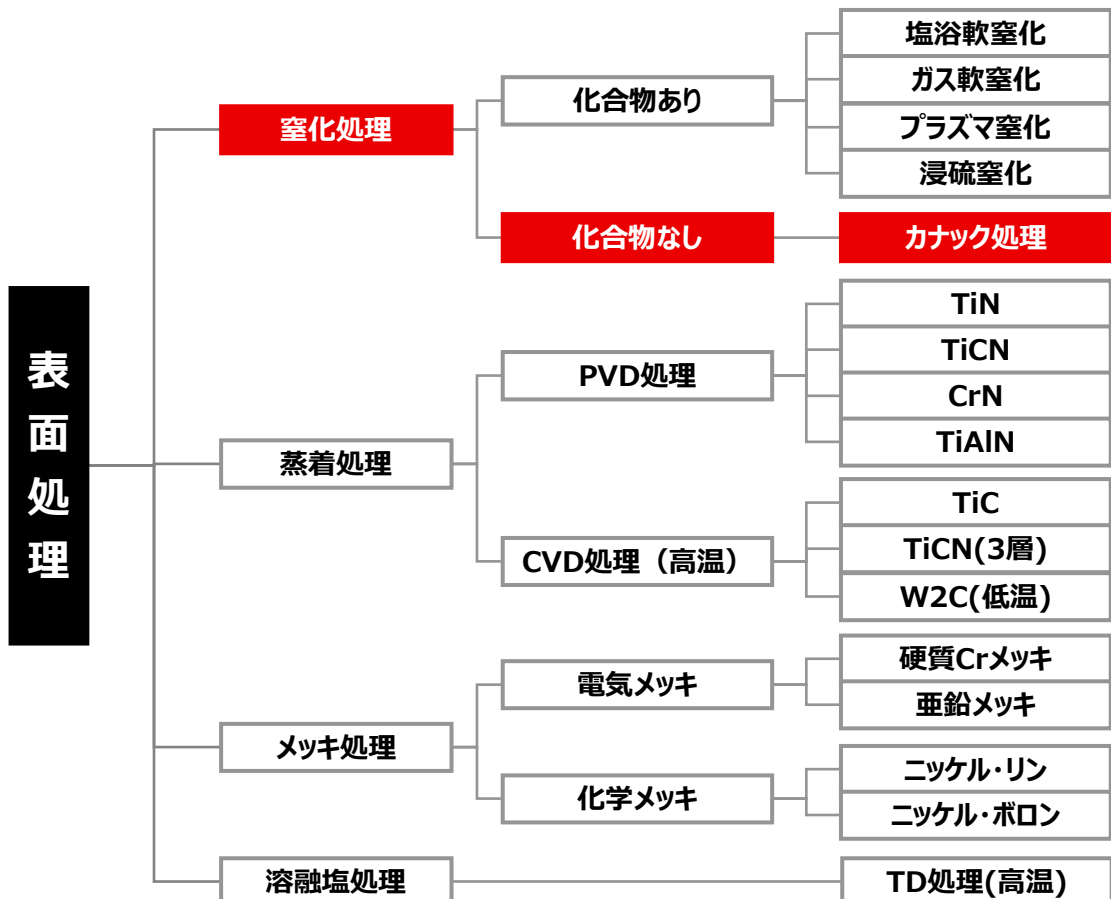 表面処理
窒化処理
化合物あり
塩浴軟窒化
ガス軟窒化
プラズマ窒化
浸硫窒化
化合物なし
カナック処理
蒸着処理
PVD処理
TiN
TiCN
CrN
TiAlN
CVD処理（高温）
TiC
TiCN(3層)
W2C(低温)
メッキ処理
電気メッキ
硬質Crメッキ
亜鉛メッキ
化学メッキ
ニッケル・リン
ニッケル・ボロン
溶融塩処理
TD処理(高温)